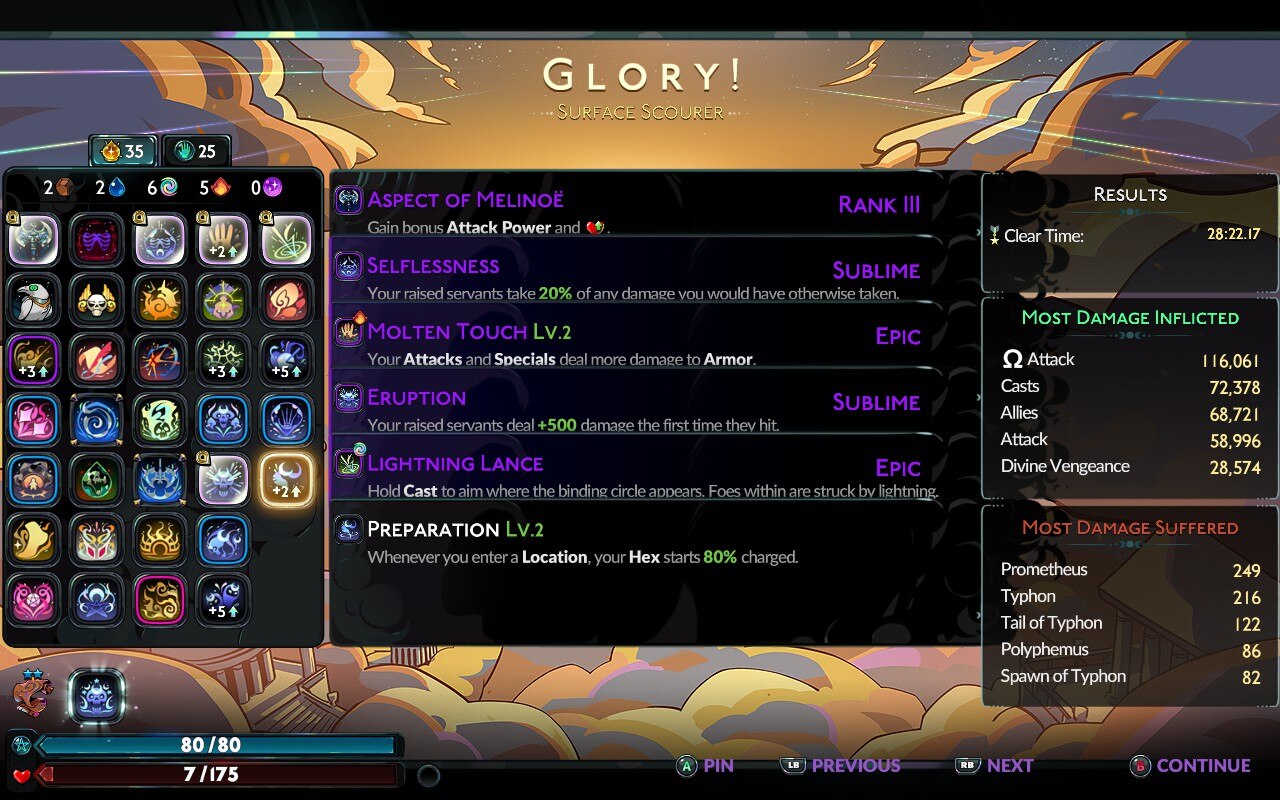 GLORY!
SURFACE SCOURER
35 25
2 2 6 5 0
+2
+3 +3 +5
+2
+5
ASPECT OF MELINOË RANK III
Gain bonus Attack Power and .
SELFLESSNESS SUBLIME
Your raised servants take 20% of any damage you would have otherwise taken.
MOLTEN TOUCH LV.2 EPIC
Your Attacks and Specials deal more damage to Armor.
ERUPTION SUBLIME
Your raised servants deal +500 damage the first time they hit.
LIGHTNING LANCE EPIC
Hold Cast to aim where the binding circle appears. Foes within are struck by lightning.
PREPARATION LV.2
Whenever you enter a Location, your Hex starts 80% charged.
RESULTS
Clear Time: 28:22.17
MOST DAMAGE INFLICTED
Ω Attack 116,061
Casts 72,378
Allies 68,721
Attack 58,996
Divine Vengeance 28,574
MOST DAMAGE SUFFERED
Prometheus 249
Typhon 216
Tail of Typhon 122
Polyphemus 86
Spawn of Typhon 82
80/80
7/175
A PIN LB PREVIOUS RB NEXT B CONTINUE